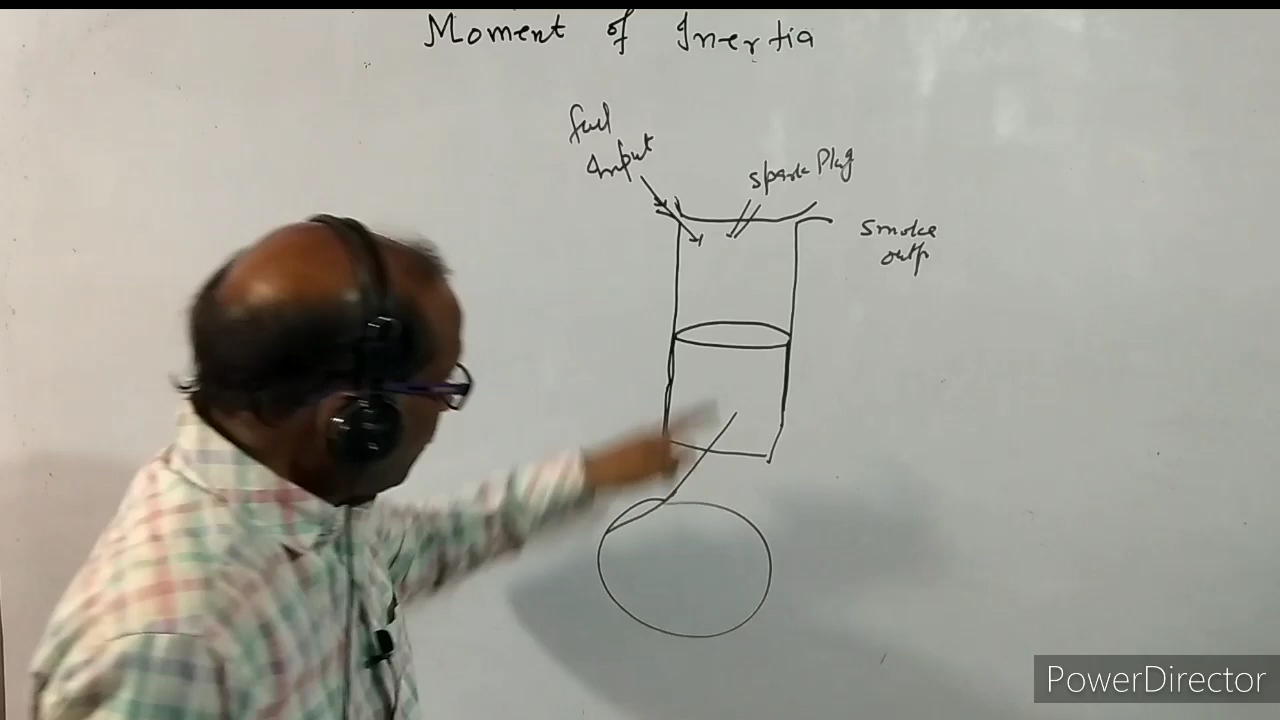 Moment of Inertia
fuel
Input
spark Plug
smoke
outp
PowerDirector